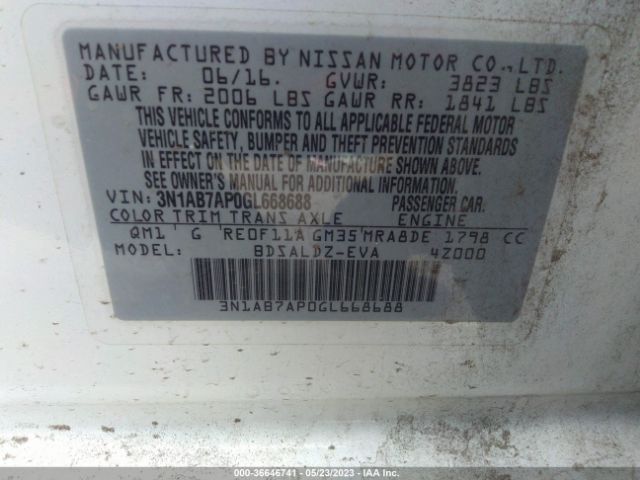 MANUFACTURED BY NISSAN MOTOR CO.,LTD.
DATE: 06/16. GVWR: 3823 LBS
GAWR FR: 2006 LBS GAWR RR: 1841 LBS
THIS VEHICLE CONFORMS TO ALL APPLICABLE FEDERAL MOTOR
VEHICLE SAFETY, BUMPER AND THEFT PREVENTION STANDARDS
IN EFFECT ON THE DATE OF MANUFACTURE SHOWN ABOVE.
SEE OWNER'S MANUAL FOR ADDITIONAL INFORMATION.
VIN: 3N1AB7AP0GL668688 PASSENGER CAR.
COLOR TRIM TRANS AXLE ENGINE
QM1 G RE0F11A GM35 MRA8DE 1798 CC
MODEL: BDSALDZ-EVA 4Z000
3N1AB7AP0GL668688
000-36646741 - 05/23/2023 - IAA Inc.